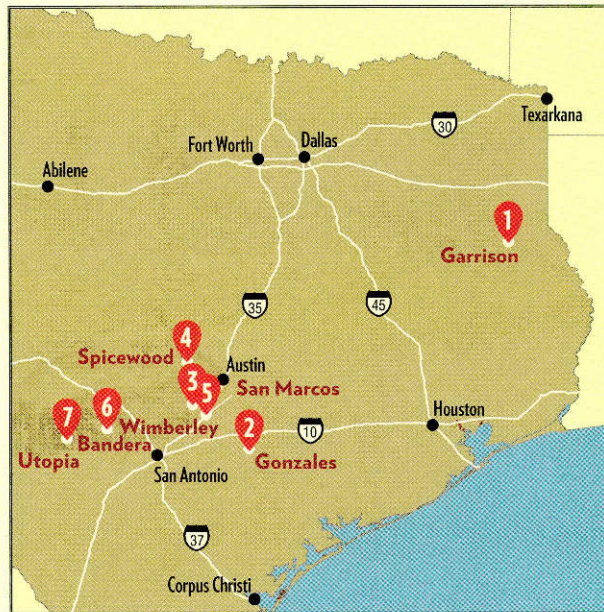 Texarkana
30
Fort Worth
Dallas
Abilene
1
Garrison
35
45
4
Spicewood
Austin
3
5
San Marcos
7
6
Wimberley
2
10
Houston
Utopia
Bandera
San Antonio
Gonzales
37
Corpus Christi